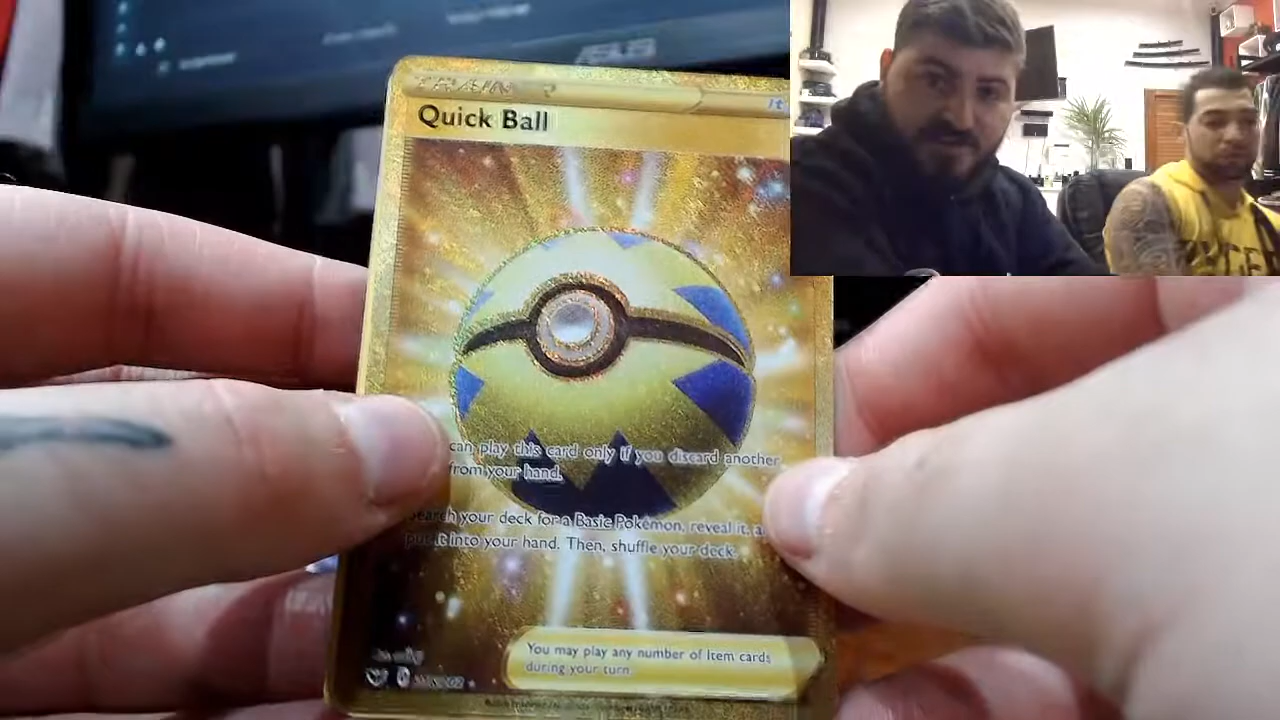 ASUS
TRAINER
It
Quick Ball
can play this card only if you discard another
from your hand.
Search your deck for a Basic Pokémon, reveal it, a
put it into your hand. Then, shuffle your deck.
You may play any number of Item cards
during your turn.